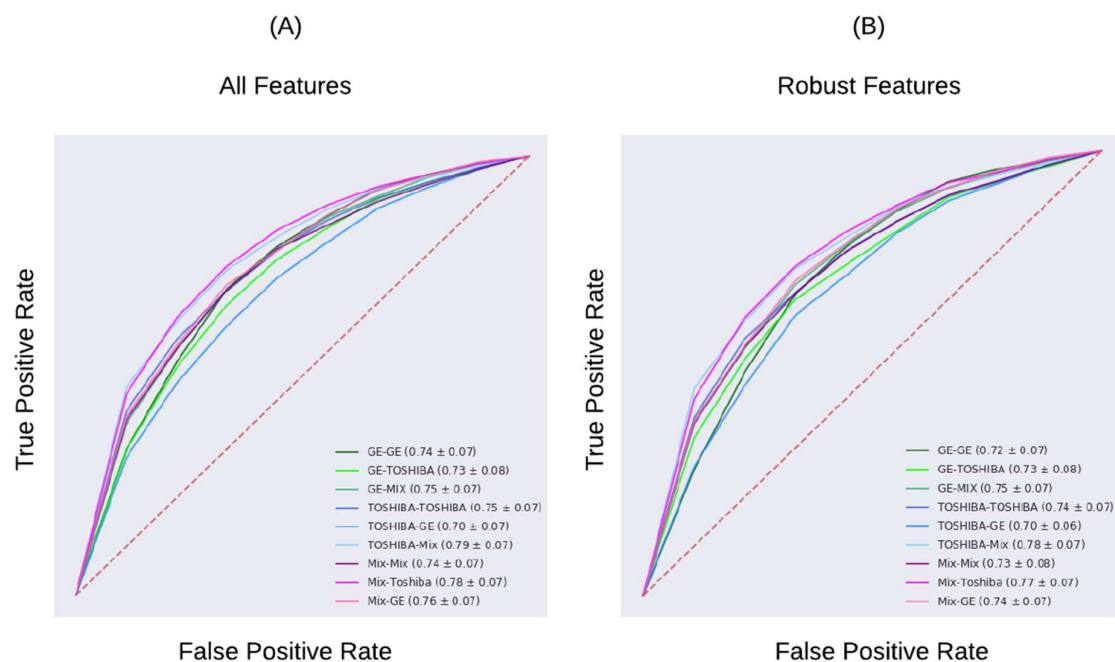 (A)
All Features
True Positive Rate
GE-GE (0.74 ± 0.07)
GE-TOSHIBA (0.73 ± 0.08)
GE-MIX (0.75 ± 0.07)
TOSHIBA-TOSHIBA (0.75 ± 0.07)
TOSHIBA-GE (0.70 ± 0.07)
TOSHIBA-Mix (0.79 ± 0.07)
Mix-Mix (0.74 ± 0.07)
Mix-Toshiba (0.78 ± 0.07)
Mix-GE (0.76 ± 0.07)
False Positive Rate
(B)
Robust Features
True Positive Rate
GE-GE (0.72 ± 0.07)
GE-TOSHIBA (0.73 ± 0.08)
GE-MIX (0.75 ± 0.07)
TOSHIBA-TOSHIBA (0.74 ± 0.07)
TOSHIBA-GE (0.70 ± 0.06)
TOSHIBA-Mix (0.78 ± 0.07)
Mix-Mix (0.73 ± 0.08)
Mix-Toshiba (0.77 ± 0.07)
Mix-GE (0.74 ± 0.07)
False Positive Rate